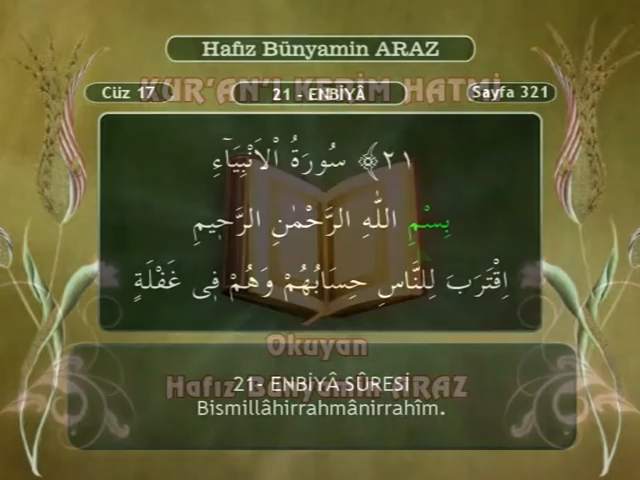 Hafız Bünyamin ARAZ
KUR'AN'I KERİM HATMİ
Cüz 17
21 - ENBİYÂ
Sayfa 321
﴿٢١﴾ سُورَةُ الْاَنْبِيَٓاءِ
بِسْمِ اللّٰهِ الرَّحْمٰنِ الرَّح۪يمِ
اِقْتَرَبَ لِلنَّاسِ حِسَابُهُمْ وَهُمْ ف۪ي غَفْلَةٍ
Okuyan
Hafız Bünyamin ARAZ
21- ENBİYÂ SÛRESİ
Bismillâhirrahmânirrahîm.